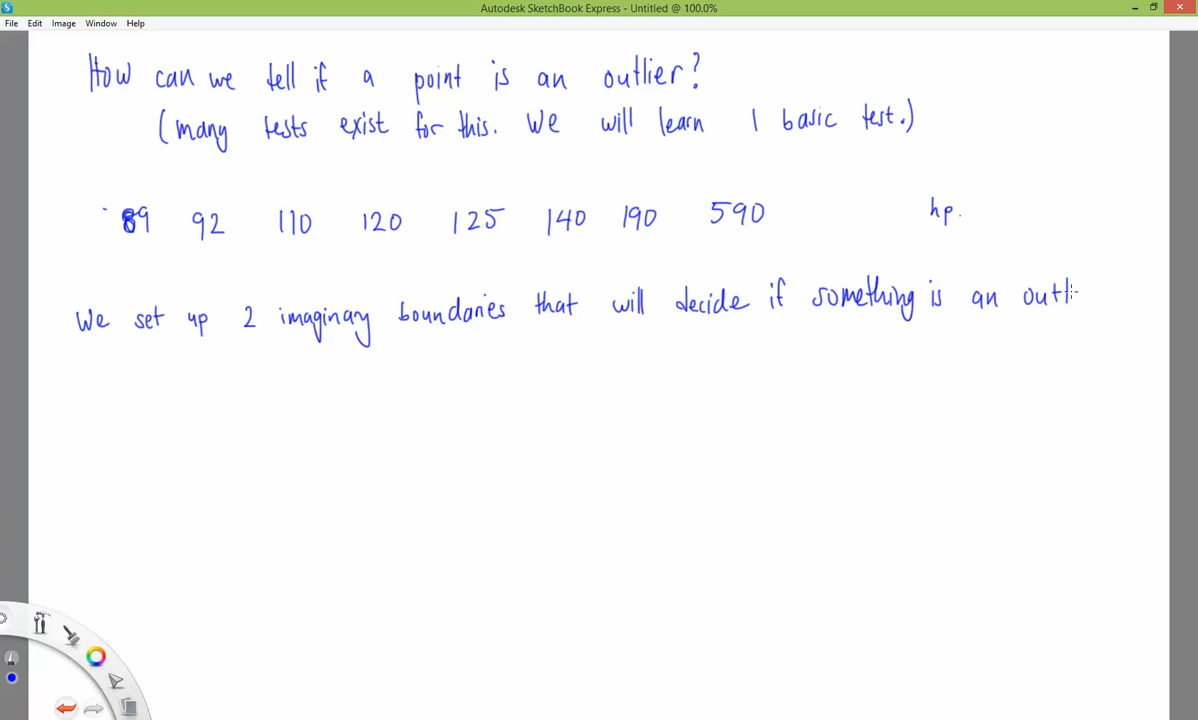 Autodesk SketchBook Express - Untitled @ 100.0%
File Edit Image Window Help
How can we tell if a point is an outlier?
(many tests exist for this. We will learn 1 basic test.)
89 92 110 120 125 140 190 590 hp.
We set up 2 imaginary boundaries that will decide if something is an outli